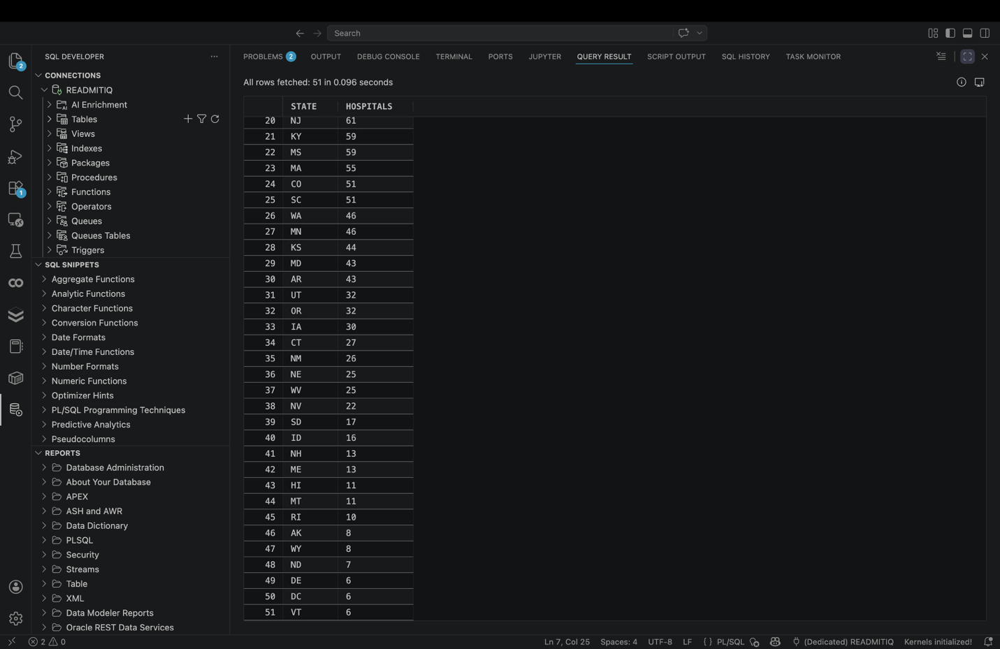 Search
SQL DEVELOPER
CONNECTIONS
READMITIQ
AI Enrichment
Tables
Views
Indexes
Packages
Procedures
Functions
Operators
Queues
Queues Tables
Triggers
SQL SNIPPETS
Aggregate Functions
Analytic Functions
Character Functions
Conversion Functions
Date Formats
Date/Time Functions
Number Formats
Numeric Functions
Optimizer Hints
PL/SQL Programming Techniques
Predictive Analytics
Pseudocolumns
REPORTS
Database Administration
About Your Database
APEX
ASH and AWR
Data Dictionary
PLSQL
Security
Streams
Table
XML
Data Modeler Reports
Oracle REST Data Services
2
1
PROBLEMS 2 OUTPUT DEBUG CONSOLE TERMINAL PORTS JUPYTER QUERY RESULT SCRIPT OUTPUT SQL HISTORY TASK MONITOR
All rows fetched: 51 in 0.096 seconds
STATE HOSPITALS
20 NJ 61
21 KY 59
22 MS 59
23 MA 55
24 CO 51
25 SC 51
26 WA 46
27 MN 46
28 KS 44
29 MD 43
30 AR 43
31 UT 32
32 OR 32
33 IA 30
34 CT 27
35 NM 26
36 NE 25
37 WV 25
38 NV 22
39 SD 17
40 ID 16
41 NH 13
42 ME 13
43 HI 11
44 MT 11
45 RI 10
46 AK 8
47 WY 8
48 ND 7
49 DE 6
50 DC 6
51 VT 6
2 0 Ln 7, Col 25 Spaces: 4 UTF-8 LF { } PL/SQL (Dedicated) READMITIQ Kernels initialized!